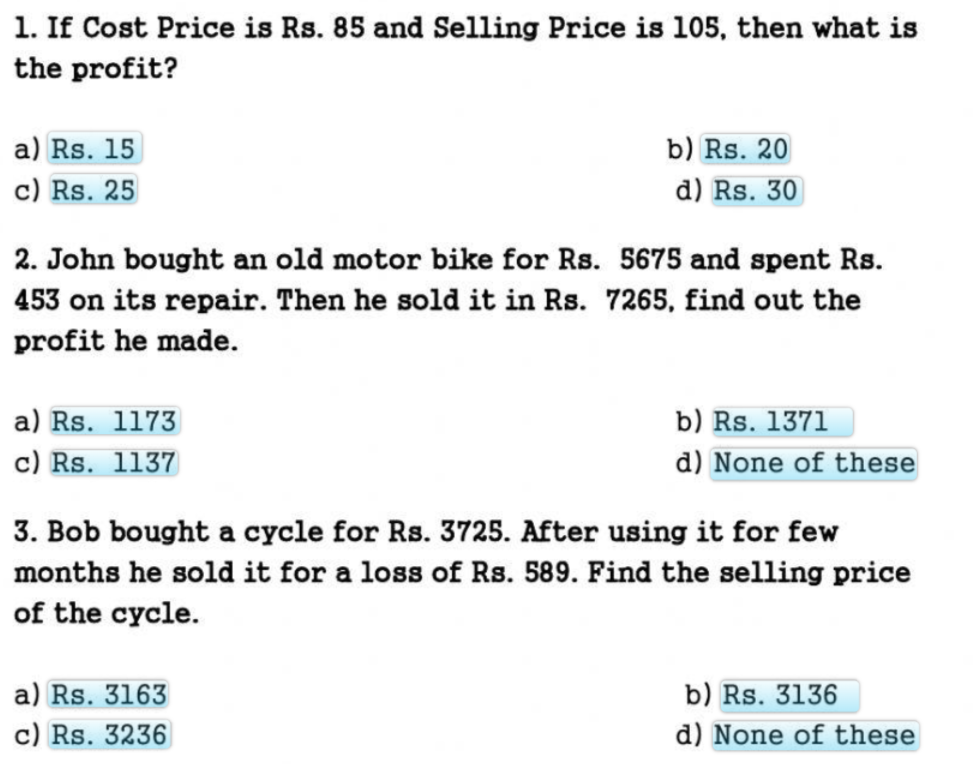 1. If Cost Price is Rs. 85 and Selling Price is 105, then what is
the profit?
a) Rs. 15 b) Rs. 20
c) Rs. 25 d) Rs. 30
2. John bought an old motor bike for Rs. 5675 and spent Rs.
453 on its repair. Then he sold it in Rs. 7265, find out the
profit he made.
a) Rs. 1173 b) Rs. 1371
c) Rs. 1137 d) None of these
3. Bob bought a cycle for Rs. 3725. After using it for few
months he sold it for a loss of Rs. 589. Find the selling price
of the cycle.
a) Rs. 3163 b) Rs. 3136
c) Rs. 3236 d) None of these